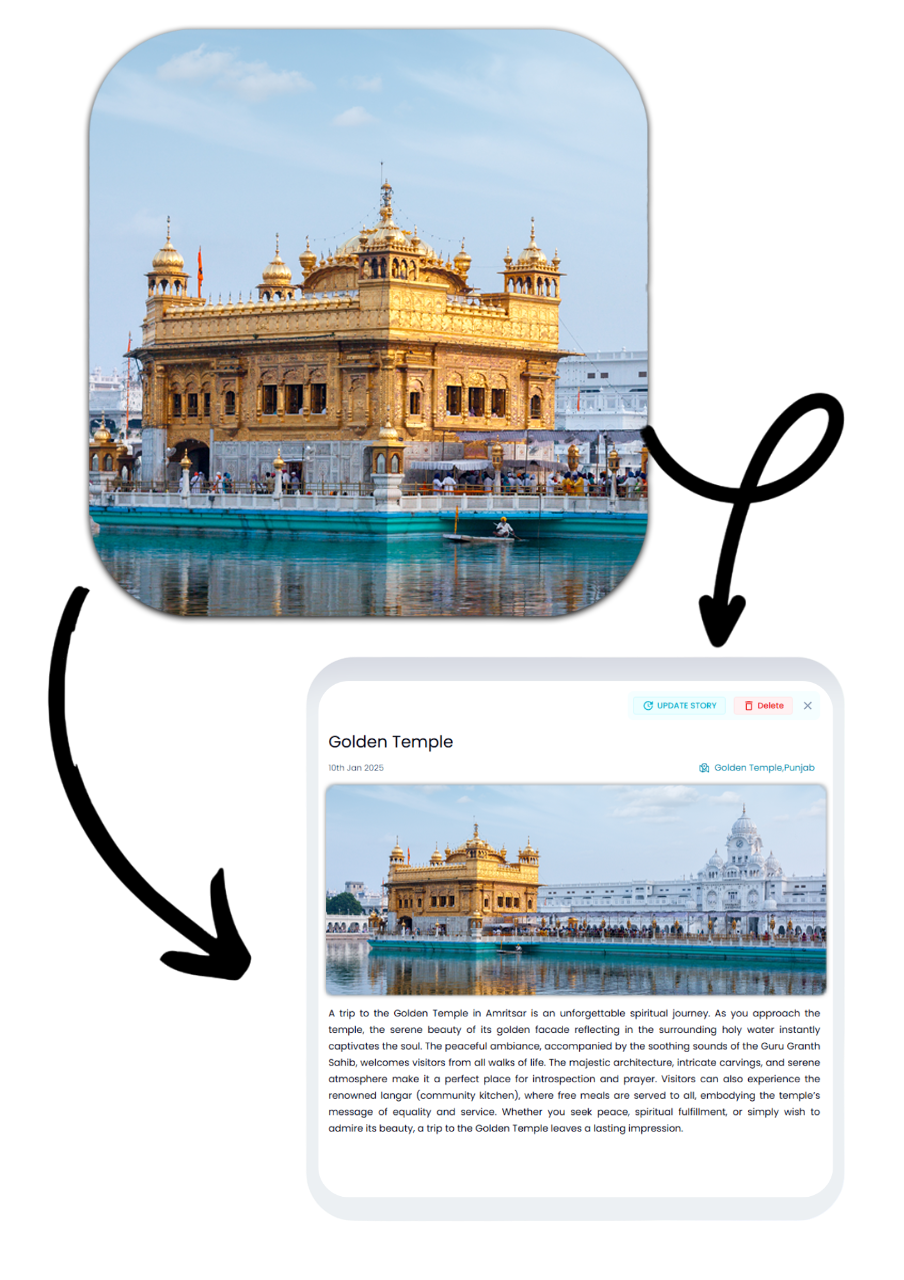 UPDATE STORY Delete
Golden Temple
10th Jan 2025 Golden Temple,Punjab
A trip to the Golden Temple in Amritsar is an unforgettable spiritual journey. As you approach the
temple, the serene beauty of its golden facade reflecting in the surrounding holy water instantly
captivates the soul. The peaceful ambiance, accompanied by the soothing sounds of the Guru Granth
Sahib, welcomes visitors from all walks of life. The majestic architecture, intricate carvings, and serene
atmosphere make it a perfect place for introspection and prayer. Visitors can also experience the
renowned langar (community kitchen), where free meals are served to all, embodying the temple's
message of equality and service. Whether you seek peace, spiritual fulfillment, or simply wish to
admire its beauty, a trip to the Golden Temple leaves a lasting impression.